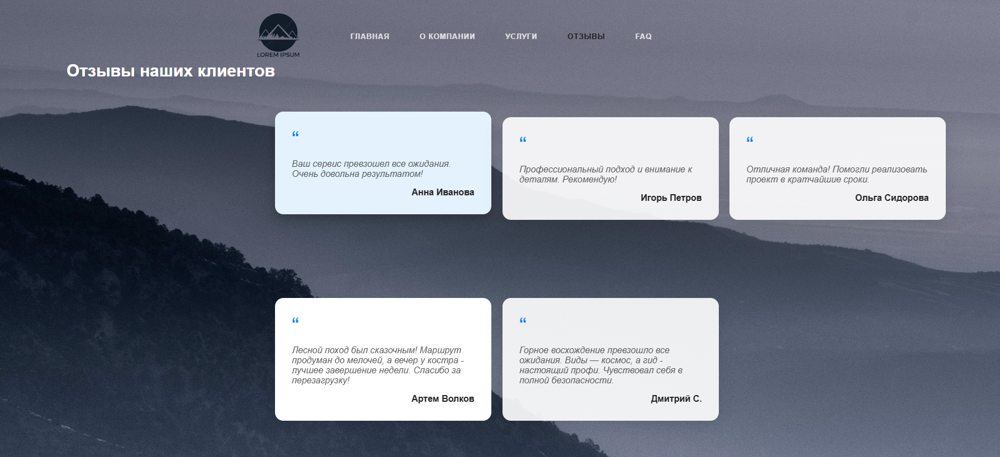 LOREM IPSUM
ГЛАВНАЯ
О КОМПАНИИ
УСЛУГИ
ОТЗЫВЫ
FAQ
Отзывы наших клиентов
“
Ваш сервис превзошел все ожидания.
Очень довольна результатом!
Анна Иванова
“
Профессиональный подход и внимание к
деталям. Рекомендую!
Игорь Петров
“
Отличная команда! Помогли реализовать
проект в кратчайшие сроки.
Ольга Сидорова
“
Лесной поход был сказочным! Маршрут
продуман до мелочей, а вечер у костра -
лучшее завершение недели. Спасибо за
перезагрузку!
Артем Волков
“
Горное восхождение превзошло все
ожидания. Виды — космос, а гид -
настоящий профи. Чувствовал себя в
полной безопасности.
Дмитрий С.